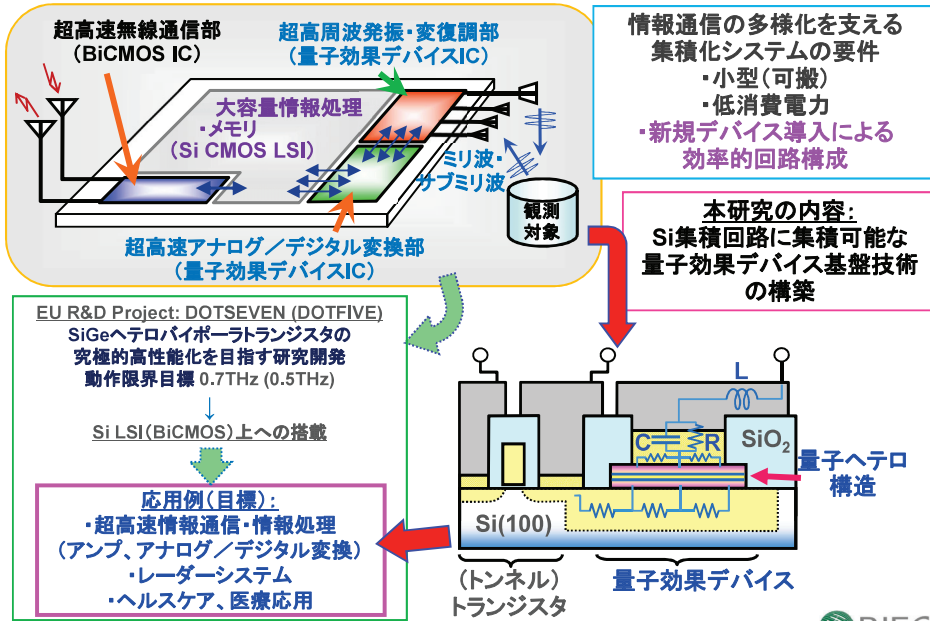 超高速無線通信部
(BiCMOS IC)
超高周波発振・変復調部
(量子効果デバイスIC)
大容量情報処理
・メモリ
(Si CMOS LSI)
ミリ波・
サブミリ波
観測
対象
超高速アナログ／デジタル変換部
(量子効果デバイスIC)
情報通信の多様化を支える
集積化システムの要件
・小型(可搬)
・低消費電力
・新規デバイス導入による
効率的回路構成
本研究の内容:
Si集積回路に集積可能な
量子効果デバイス基盤技術
の構築
EU R&D Project: DOTSEVEN (DOTFIVE)
SiGeヘテロバイポーラトランジスタの
究極的高性能化を目指す研究開発
動作限界目標 0.7THz (0.5THz)
↓
Si LSI(BiCMOS)上への搭載
応用例(目標):
・超高速情報通信・情報処理
(アンプ、アナログ／デジタル変換)
・レーダーシステム
・ヘルスケア、医療応用
L
C
R
SiO2
量子ヘテロ
構造
Si(100)
(トンネル)
トランジスタ
量子効果デバイス